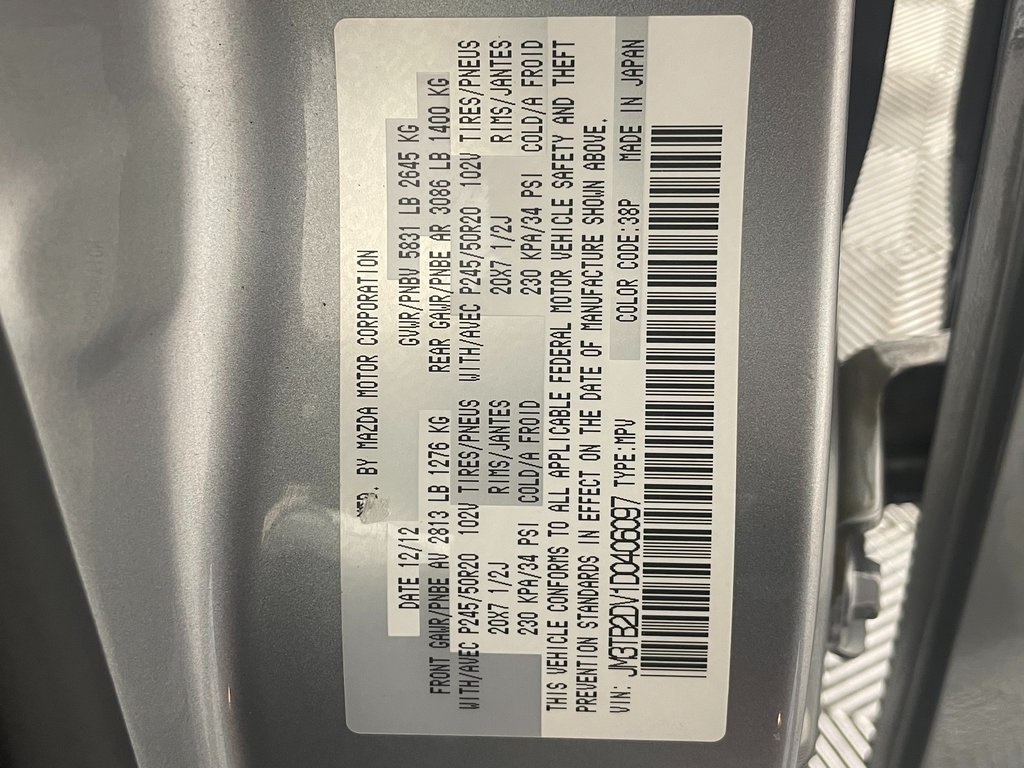 MFD. BY MAZDA MOTOR CORPORATION
DATE 12/12 GVWR/PNBV 5831 LB 2645 KG
FRONT GAWR/PNBE AV 2813 LB 1276 KG REAR GAWR/PNBE AR 3086 LB 1400 KG
WITH/AVEC P245/50R20 102V TIRES/PNEUS WITH/AVEC P245/50R20 102V TIRES/PNEUS
20X7 1/2J RIMS/JANTES 20X7 1/2J RIMS/JANTES
230 KPA/34 PSI COLD/A FROID 230 KPA/34 PSI COLD/A FROID
THIS VEHICLE CONFORMS TO ALL APPLICABLE FEDERAL MOTOR VEHICLE SAFETY AND THEFT
PREVENTION STANDARDS IN EFFECT ON THE DATE OF MANUFACTURE SHOWN ABOVE.
VIN: JM3TB2DV1D0406097 TYPE:MPV COLOR CODE:38P MADE IN JAPAN